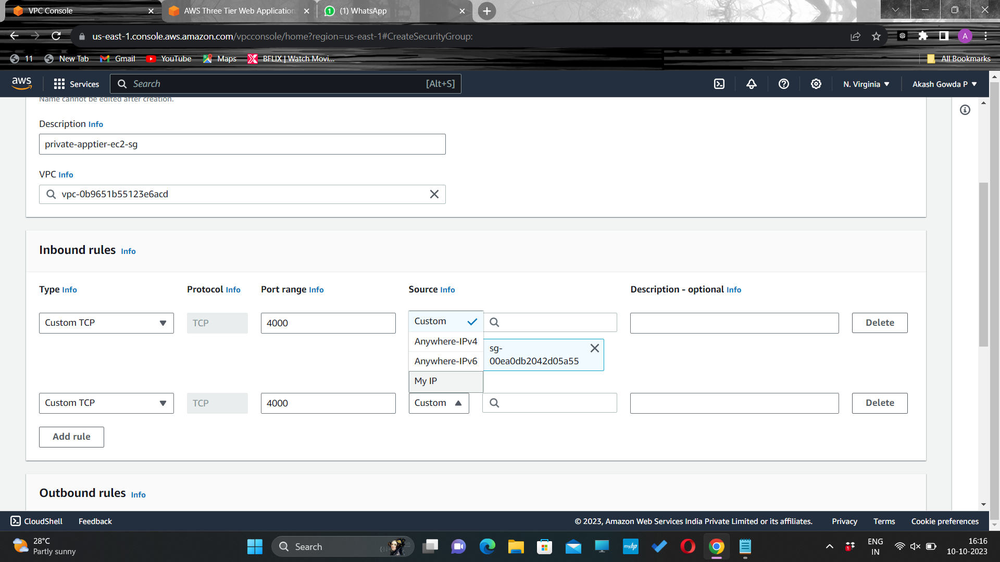 VPC Console
AWS Three Tier Web Application
(1) WhatsApp
us-east-1.console.aws.amazon.com/vpcconsole/home?region=us-east-1#CreateSecurityGroup:
A
11
New Tab
Gmail
YouTube
Maps
BFLIX | Watch Movi...
All Bookmarks
aws
Services
Search
[Alt+S]
N. Virginia
Akash Gowda P
Name cannot be edited after creation.
Description Info
private-apptier-ec2-sg
VPC Info
vpc-0b9651b55123e6acd
Inbound rules Info
Type Info
Protocol Info
Port range Info
Source Info
Description - optional Info
Custom TCP
TCP
4000
Custom
Anywhere-IPv4
Anywhere-IPv6
My IP
sg-
00ea0db2042d05a55
Delete
Custom TCP
TCP
4000
Custom
Delete
Add rule
Outbound rules Info
CloudShell
Feedback
© 2023, Amazon Web Services India Private Limited or its affiliates.
Privacy
Terms
Cookie preferences
28°C
Partly sunny
Search
myhp
1
ENG
IN
16:16
10-10-2023